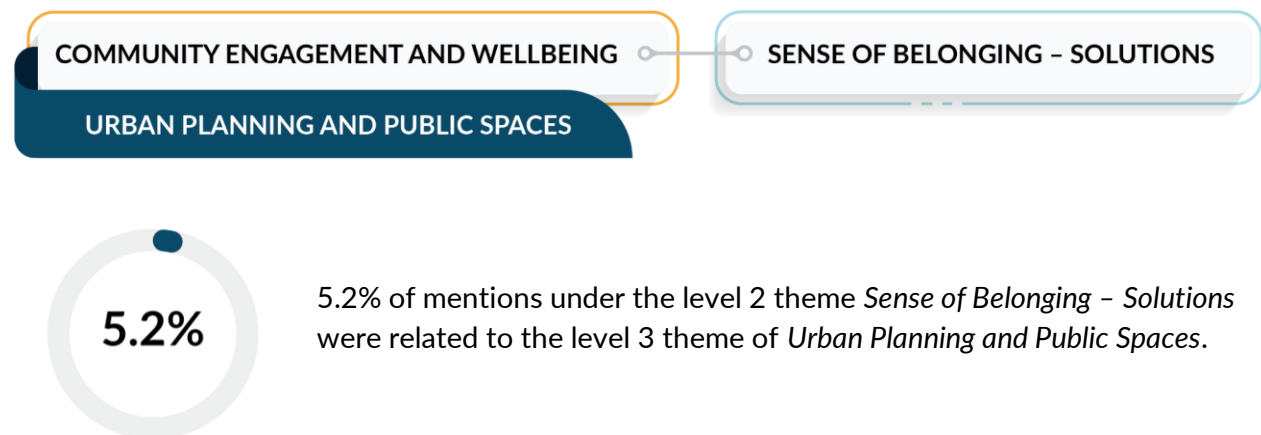 COMMUNITY ENGAGEMENT AND WELLBEING
SENSE OF BELONGING – SOLUTIONS
URBAN PLANNING AND PUBLIC SPACES
5.2%
5.2% of mentions under the level 2 theme Sense of Belonging – Solutions
were related to the level 3 theme of Urban Planning and Public Spaces.